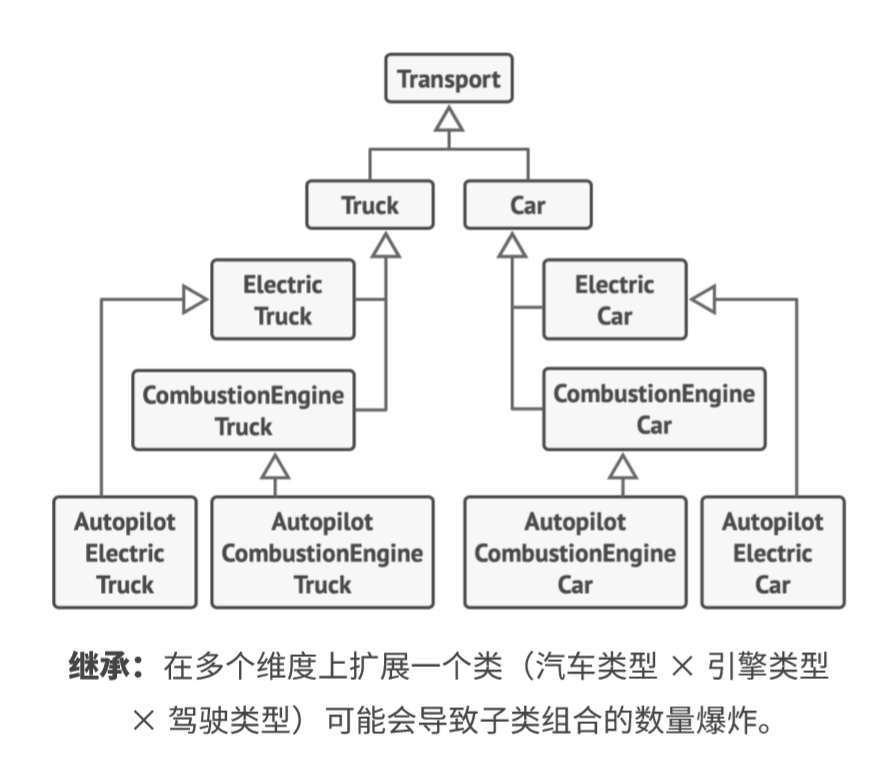 Transport
Truck
Car
Electric
Truck
Electric
Car
CombustionEngine
Truck
CombustionEngine
Car
Autopilot
Electric
Truck
Autopilot
CombustionEngine
Truck
Autopilot
CombustionEngine
Car
Autopilot
Electric
Car
继承：在多个维度上扩展一个类（汽车类型 × 引擎类型
× 驾驶类型）可能会导致子类组合的数量爆炸。